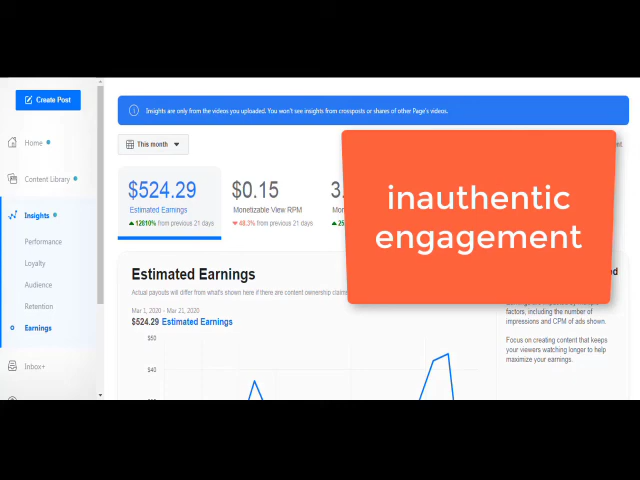 Create Post
Insights are only from the videos you uploaded. You won't see insights from crossposts or shares of other Page's videos.
Home
This month
Content Library
$524.29
$0.15
3.
Estimated Earnings
Monetizable View RPM
Mon
12810% from previous 21 days
48.3% from previous 21 days
25
inauthentic
engagement
Insights
Performance
Loyalty
Audience
Retention
Earnings
Inbox+
Estimated Earnings
Actual payouts will differ from what's shown here if there are content ownership claims
Mar 1, 2020 - Mar 21, 2020
$524.29 Estimated Earnings
$50
$40
factors, including the number of
impressions and CPM of ads shown.
Focus on creating content that keeps
your viewers watching longer to help
maximize your earnings.